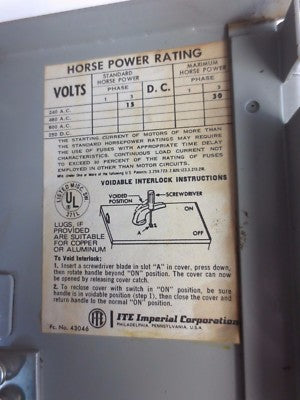 HORSE POWER RATING
VOLTS
STANDARD
HORSE POWER
D. C.
MAXIMUM
HORSE POWER
PHASE
PHASE
1 3
1 3
240 A.C. 15 30
480 A.C.
600 A.C.
250 D.C.
THE STARTING CURRENT OF MOTORS OF MORE THAN
THE STANDARD HORSEPOWER RATINGS MAY REQUIRE
THE USE OF FUSES WITH APPROPRIATE TIME DELAY
CHARACTERISTICS. CONTINUOUS LOAD CURRENT NOT
TO EXCEED 80 PERCENT OF THE RATING OF FUSES
EMPLOYED IN OTHER THAN MOTOR CIRCUITS.
VOIDABLE INTERLOCK INSTRUCTIONS
VOIDED
POSITION
SCREWDRIVER
LISTED
UL
LUGS, IF
PROVIDED
ARE SUITABLE
FOR COPPER
OR ALUMINUM
To Void Interlock:
1. Insert a screwdriver blade in slot "A" in cover, press down,
then rotate handle beyond "ON" position. The cover can now
be opened by releasing cover catch.
2. To reclose cover with switch in "ON" position, be sure
handle is in voidable position (step 1), then close the cover and
return handle to the normal "ON" position.
ITE ITE Imperial Corporation
PHILADELPHIA, PENNSYLVANIA, U.S.A.
Pc. No. 43046